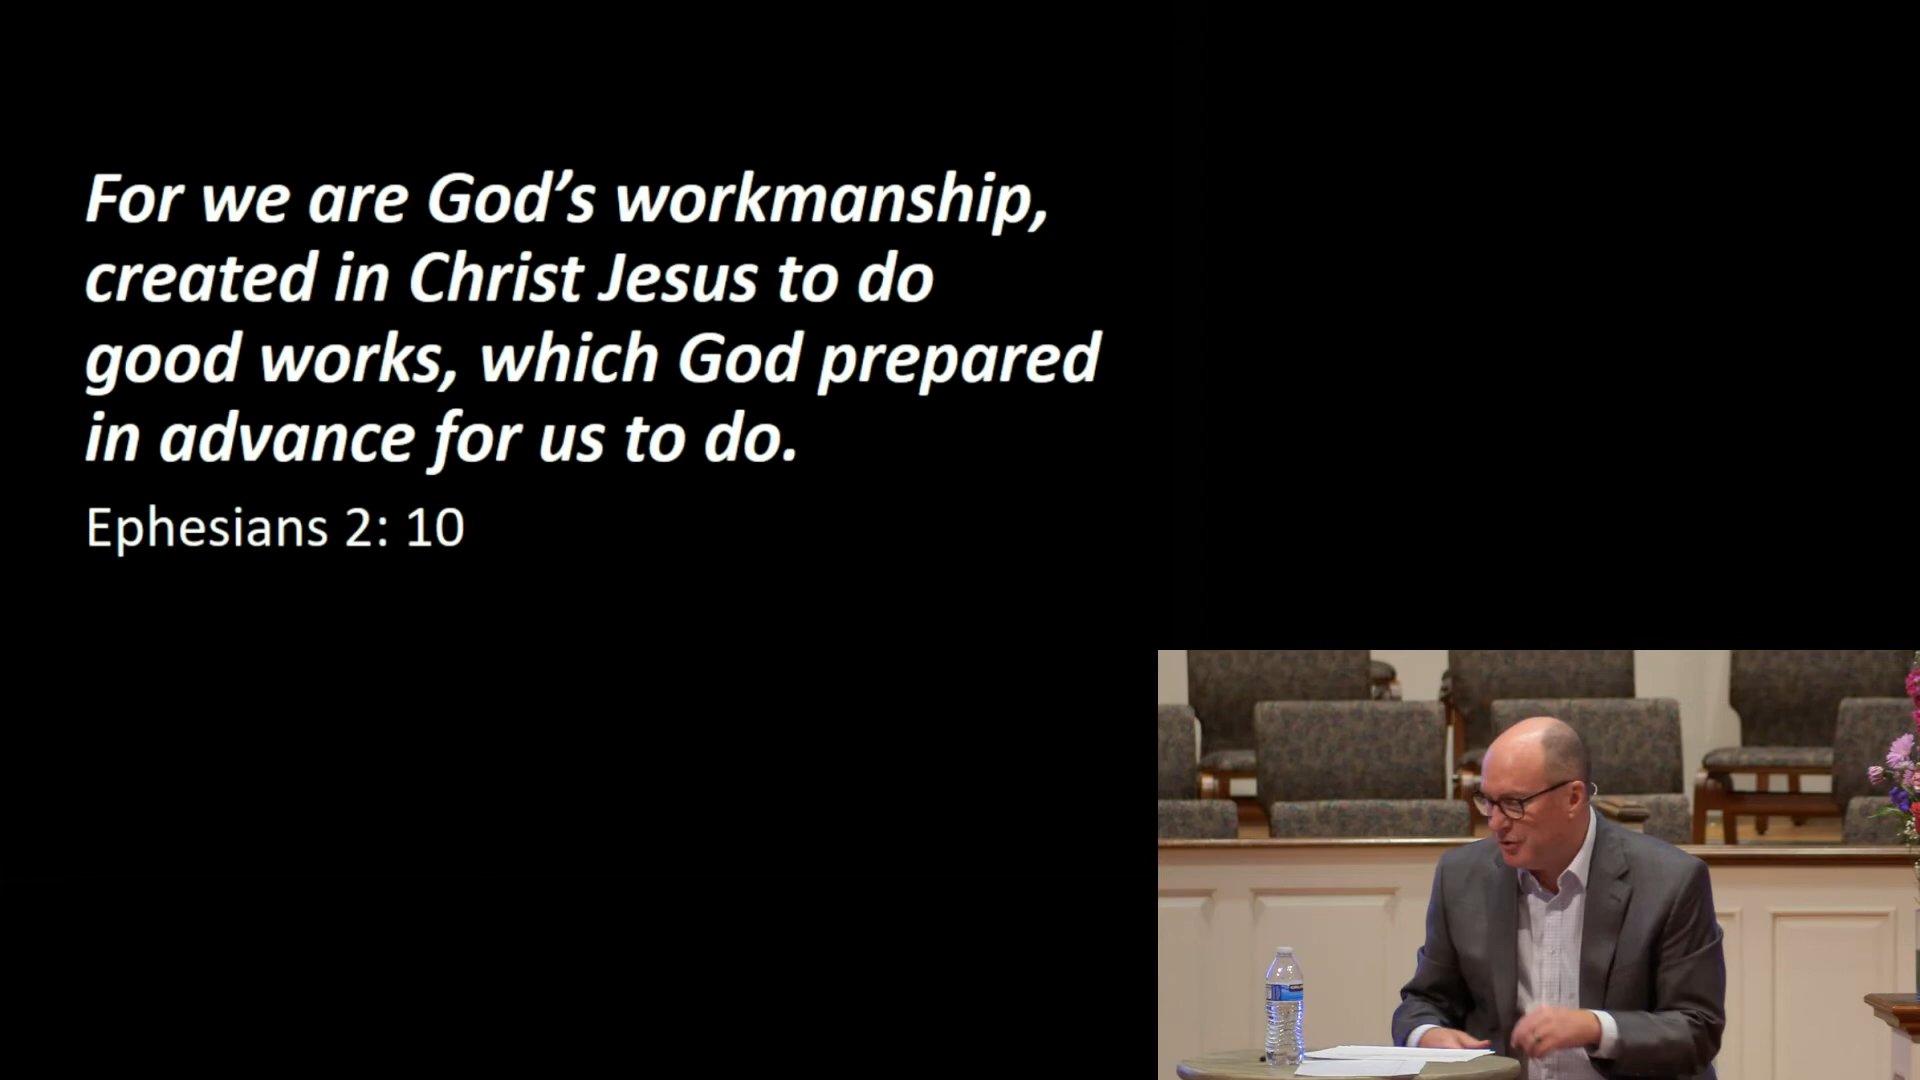 For we are God’s workmanship,
created in Christ Jesus to do
good works, which God prepared
in advance for us to do.
Ephesians 2: 10